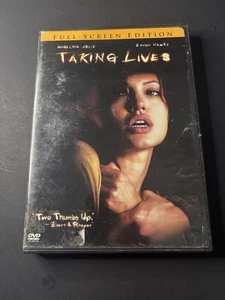 FULL-SCREEN EDITION
ANGELINA JOLIE ETHAN HAWKE
TAKING LIVES
"Two Thumbs Up."
-Ebert & Roeper
DVD